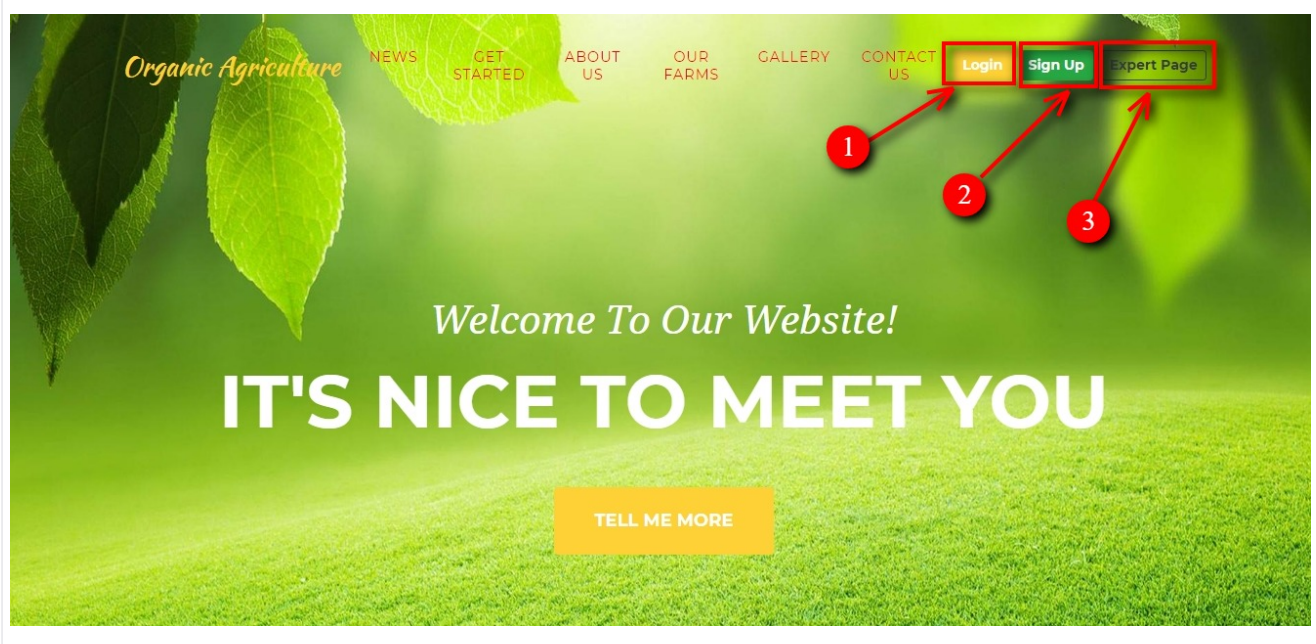 Organic Agriculture
NEWS
GET
STARTED
ABOUT
US
OUR
FARMS
GALLERY
CONTACT
US
Login
Sign Up
Expert Page
1
2
3
Welcome To Our Website!
IT'S NICE TO MEET YOU
TELL ME MORE